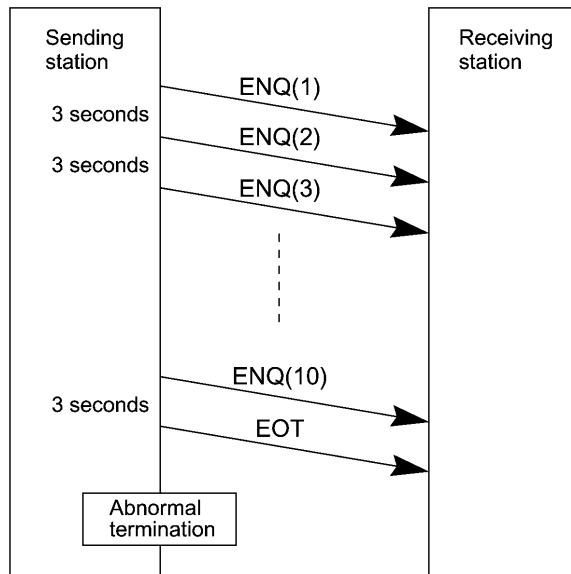 Sending
station
Receiving
station
ENQ(1)
3 seconds
ENQ(2)
3 seconds
ENQ(3)
ENQ(10)
3 seconds
EOT
Abnormal
termination